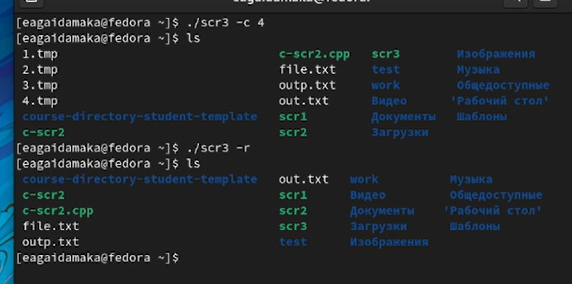 [eagaidamaka@fedora ~]$ ./scr3 -c 4
[eagaidamaka@fedora ~]$ ls
1.tmp c-scr2.cpp scr3 Изображения
2.tmp file.txt test Музыка
3.tmp outp.txt work Общедоступные
4.tmp out.txt Видео 'Рабочий стол'
course-directory-student-template scr1 Документы Шаблоны
c-scr2 scr2 Загрузки
[eagaidamaka@fedora ~]$ ./scr3 -r
[eagaidamaka@fedora ~]$ ls
course-directory-student-template out.txt work Музыка
c-scr2 scr1 Видео Общедоступные
c-scr2.cpp scr2 Документы 'Рабочий стол'
file.txt scr3 Загрузки Шаблоны
outp.txt test Изображения
[eagaidamaka@fedora ~]$